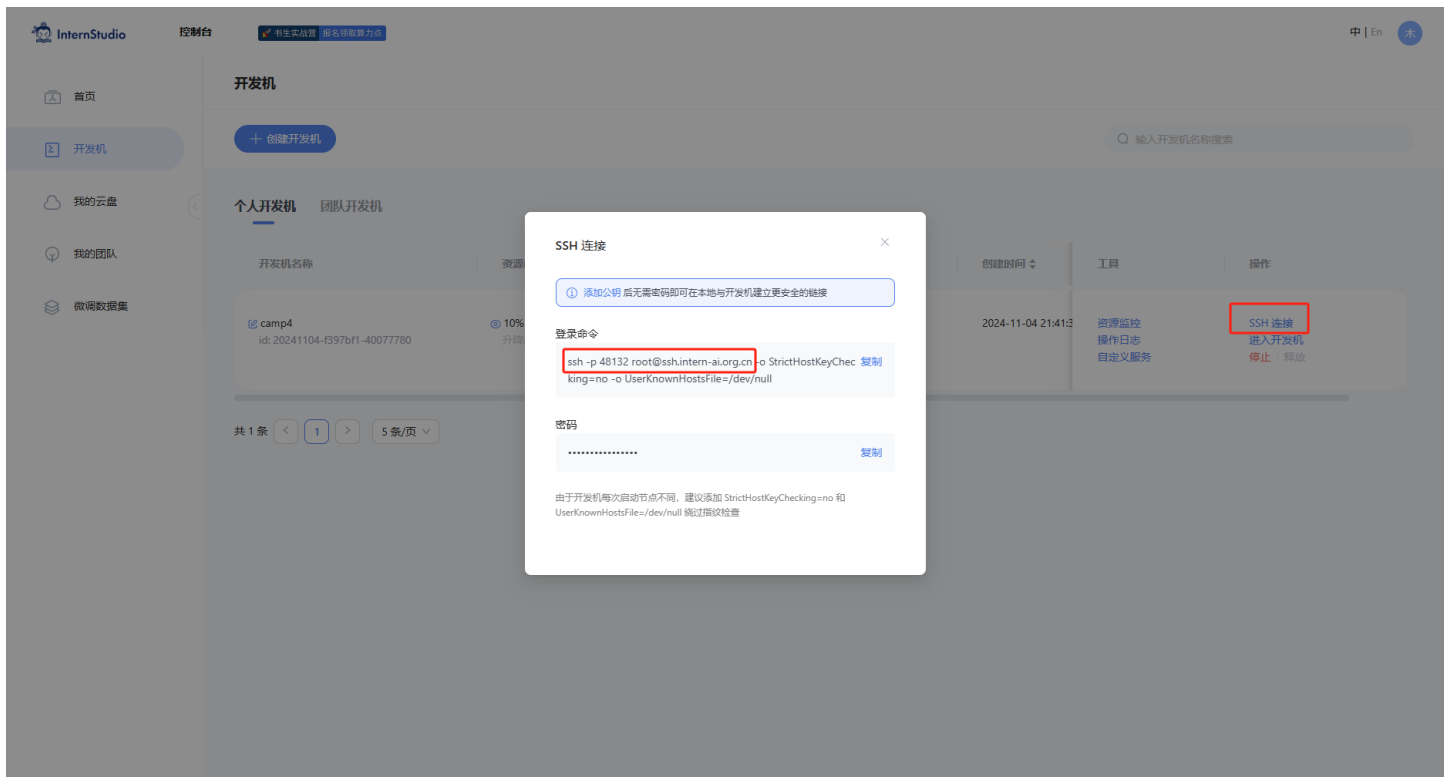 InternStudio
控制台
书生实战营 报名领取算力点
中 | En
木
首页
开发机
我的云盘
我的团队
微调数据集
开发机
创建开发机
输入开发机名称搜索
个人开发机 团队开发机
开发机名称
创建时间
工具
操作
camp4
id: 20241104-f397bf1-40077780
10%
2024-11-04 21:41:3
资源监控
操作日志
自定义服务
SSH 连接
进入开发机
停止 释放
共 1 条 < 1 > 5 条/页
SSH 连接
添加公钥 后无需密码即可在本地与开发机建立更安全的链接
登录命令
ssh -p 48132 root@ssh.intern-ai.org.cn -o StrictHostKeyChec 复制
king=no -o UserKnownHostsFile=/dev/null
密码
•••••••••••••••• 复制
由于开发机每次启动节点不同，建议添加 StrictHostKeyChecking=no 和
UserKnownHostsFile=/dev/null 绕过指纹检查